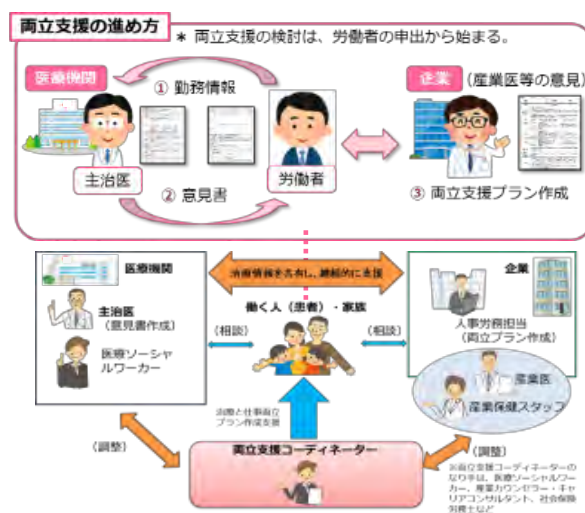 両立支援の進め方
＊ 両立支援の検討は、労働者の申出から始まる。
医療機関
① 勤務情報
企業
(産業医等の意見)
主治医
② 意見書
労働者
③ 両立支援プラン作成
医療機関
治療情報を共有し、継続的に支援
企業
主治医
(意見書作成)
働く人（患者）・家族
(相談)
(相談)
人事労務担当
(両立プラン作成)
医療ソーシャ
ルワーカー
産業医
産業保健スタッフ
治療と仕事両立
プラン作成支援
(調整)
両立支援コーディネーター
(調整)
※両立支援コーディネーターの
なり手は、医療ソーシャルワー
カー、産業カウンセラー・キャ
リアコンサルタント、社会保険
労務士など